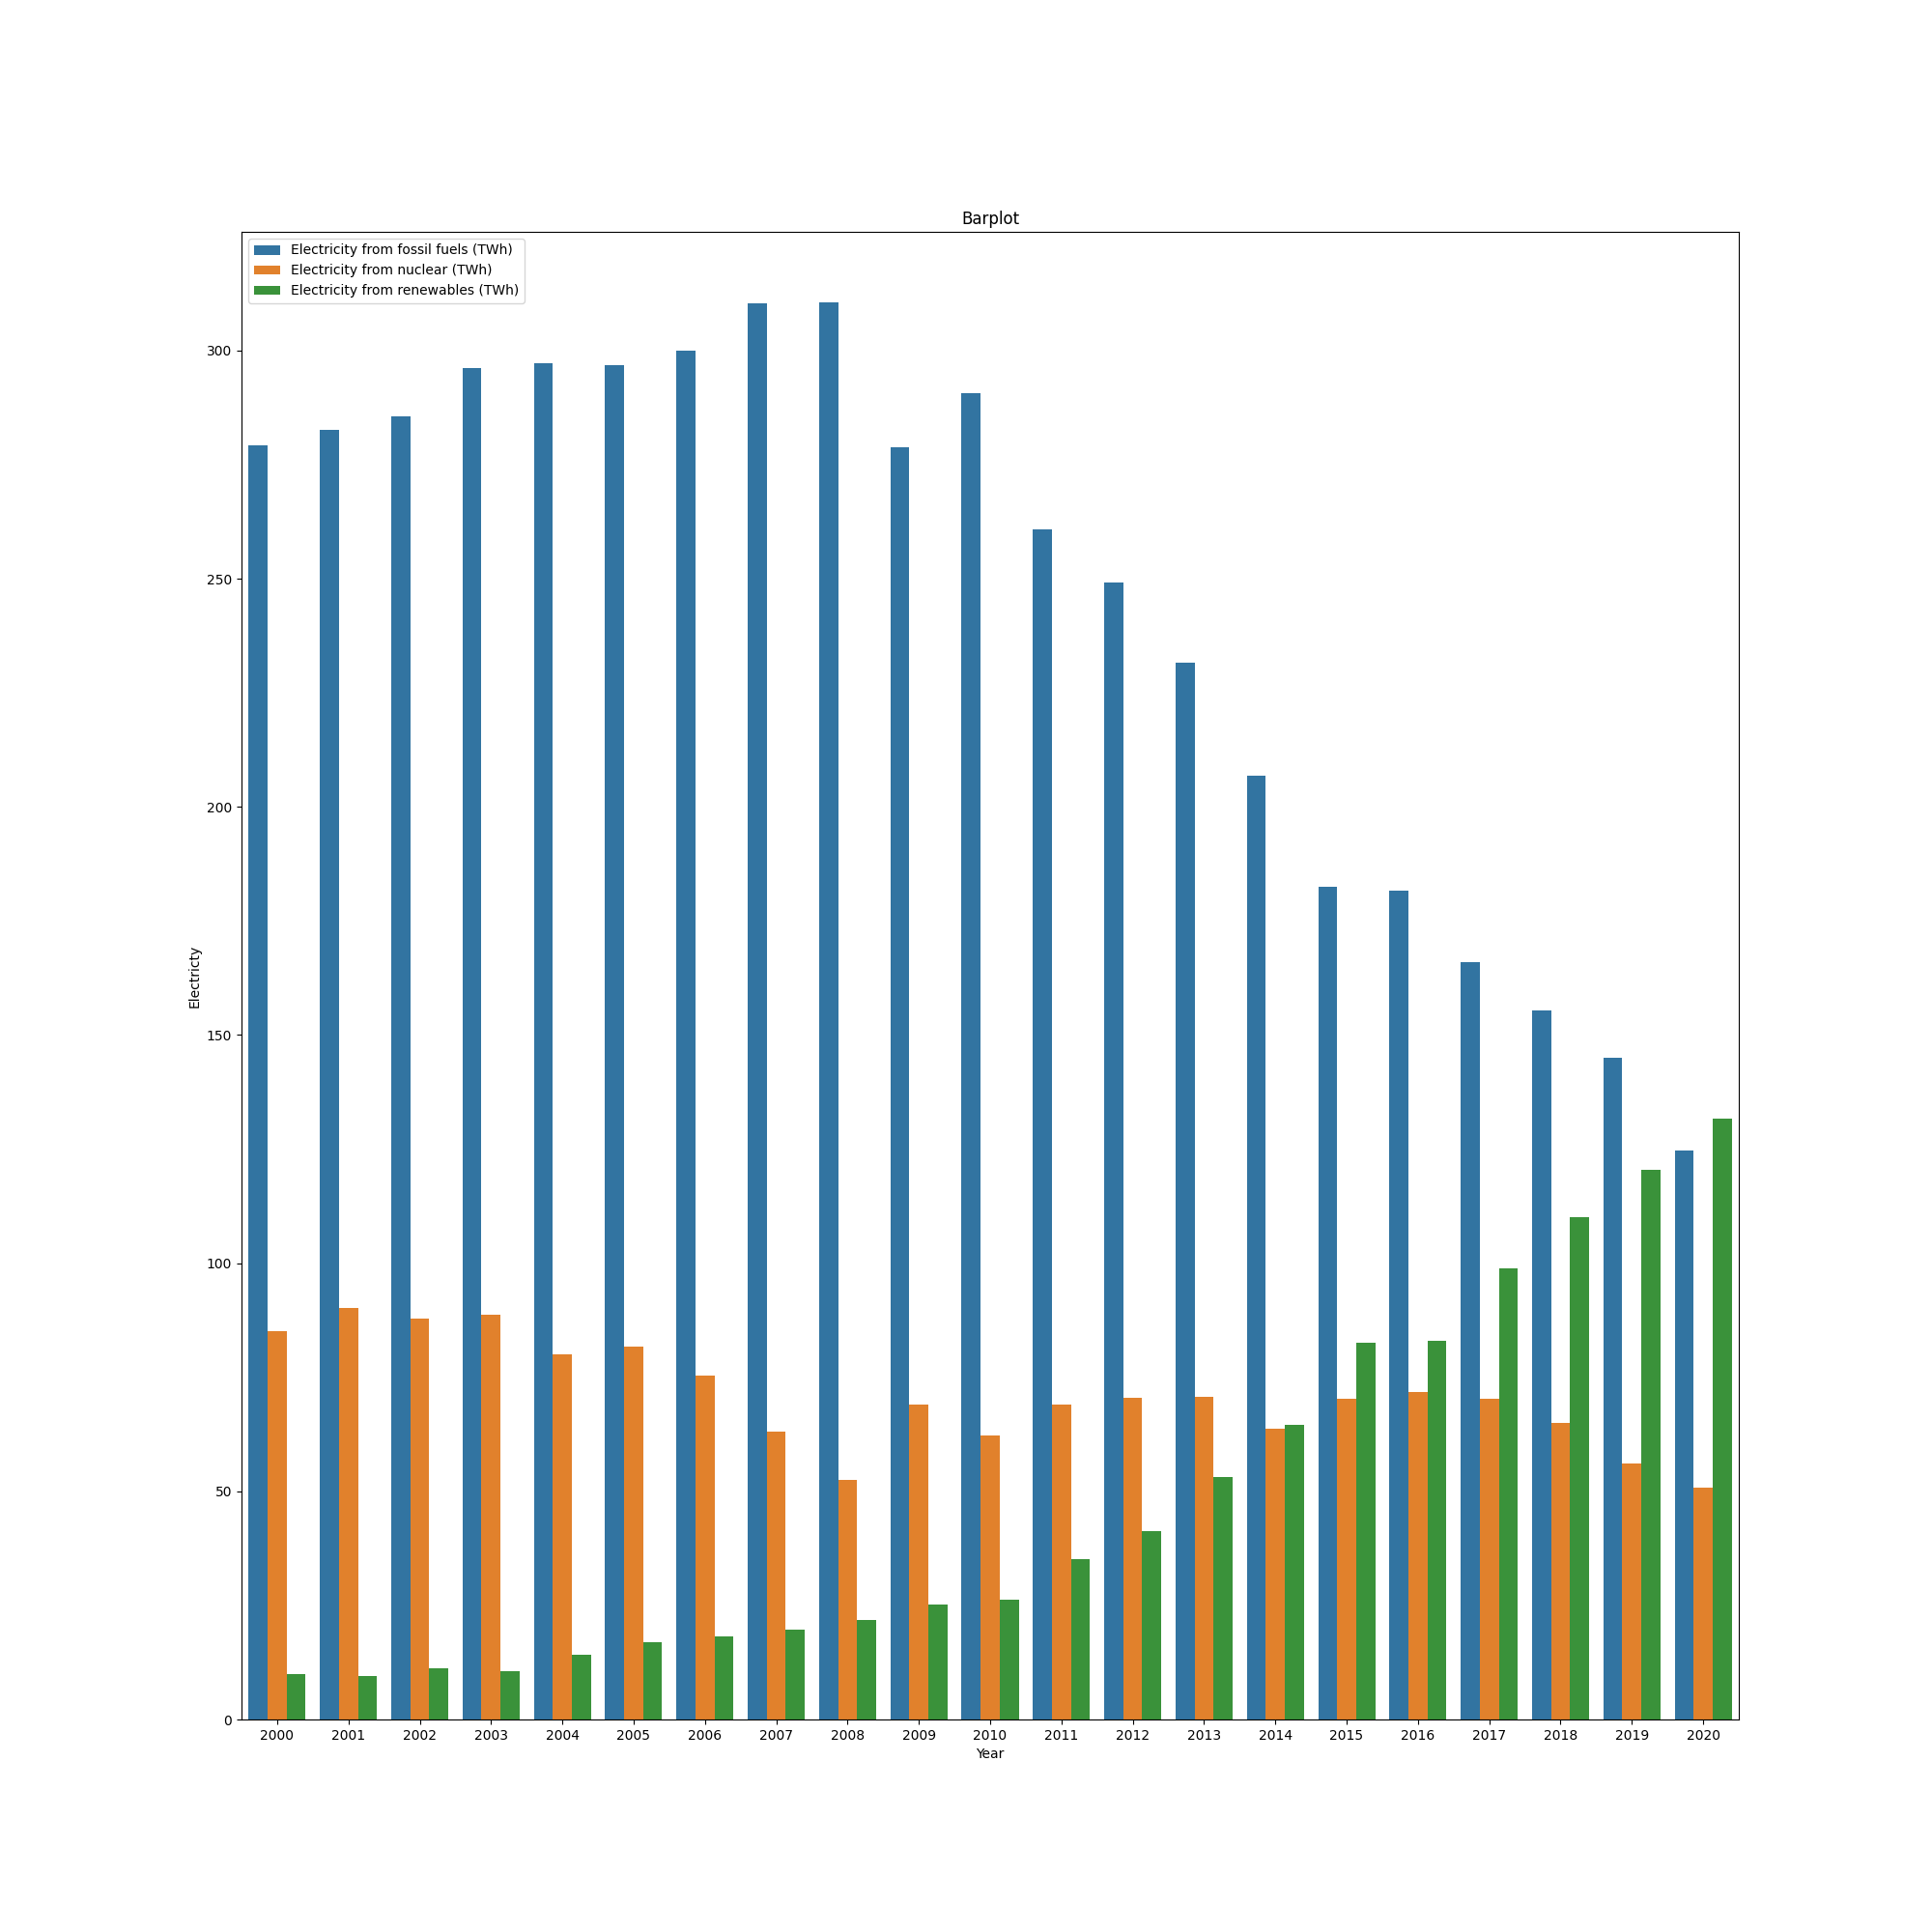 Barplot
Electricity from fossil fuels (TWh)
Electricity from nuclear (TWh)
Electricity from renewables (TWh)
300
250
200
150
100
50
0
Electricty
2000 2001 2002 2003 2004 2005 2006 2007 2008 2009 2010 2011 2012 2013 2014 2015 2016 2017 2018 2019 2020
Year